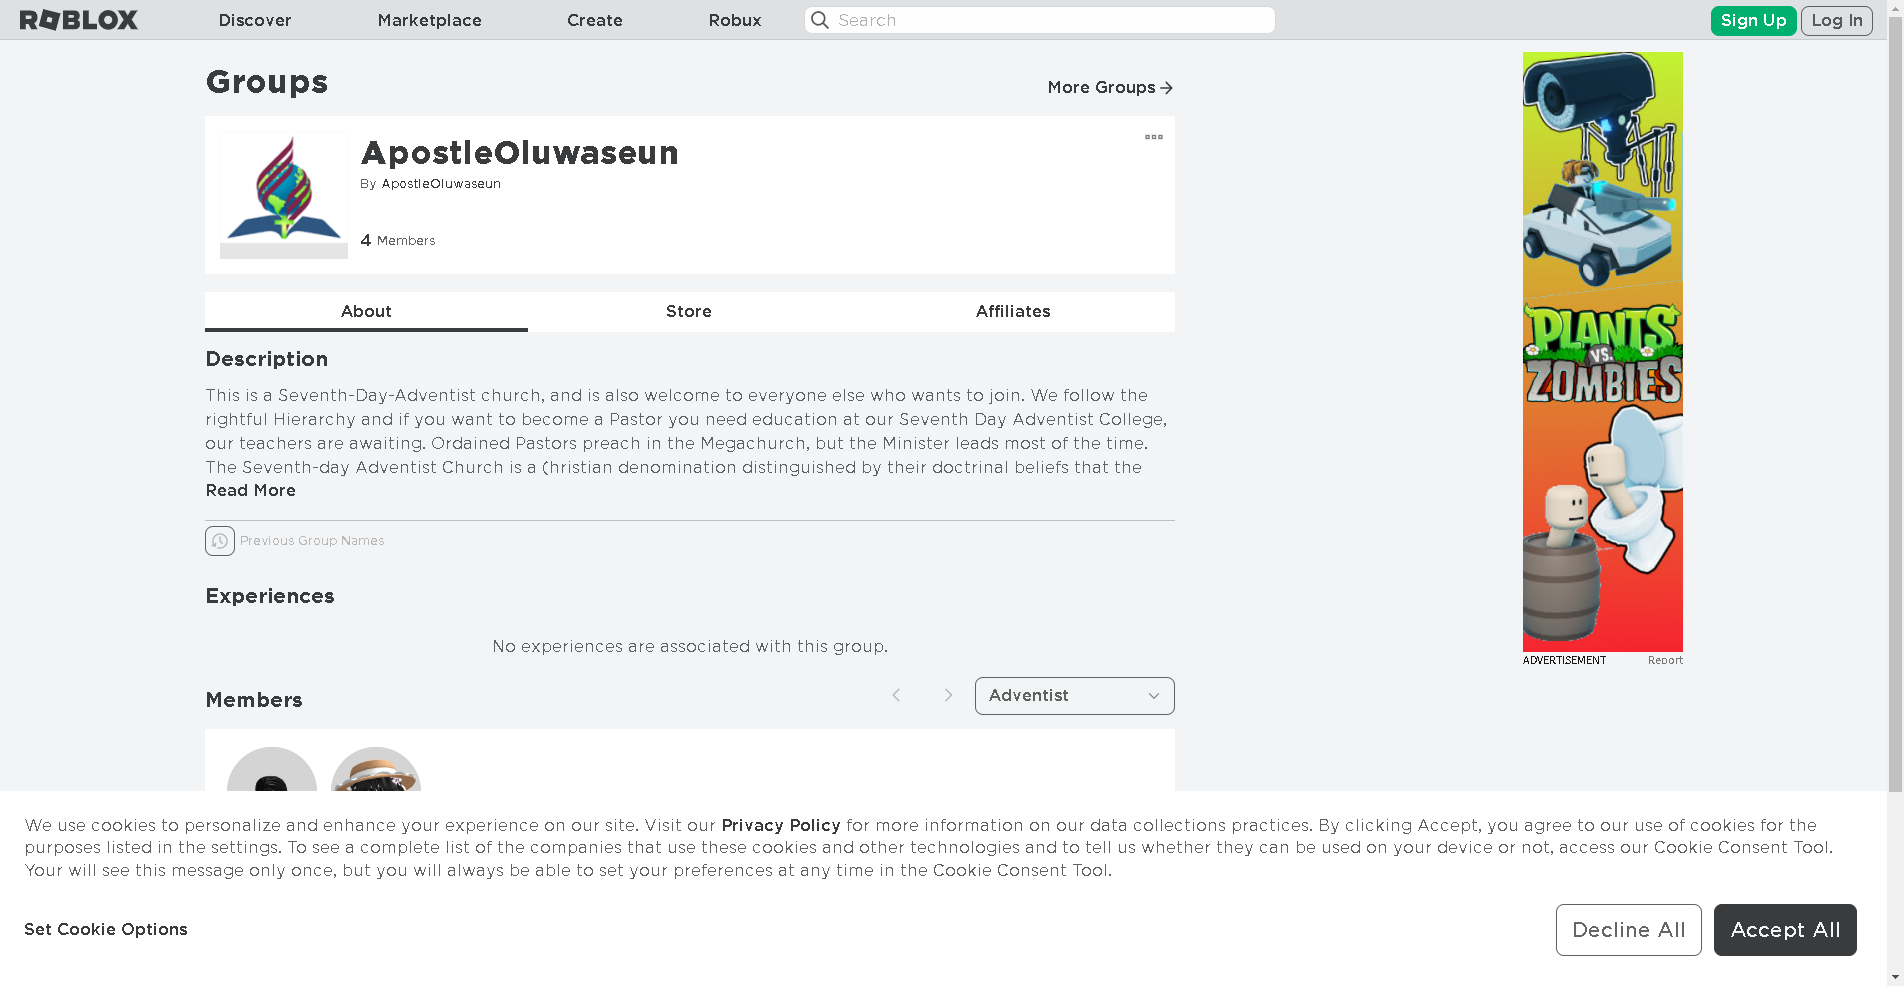 ROBLOX
Discover
Marketplace
Create
Robux
Search
Sign Up
Log In
Groups
More Groups
ApostleOluwaseun
By ApostleOluwaseun
4 Members
About
Store
Affiliates
Description
This is a Seventh-Day-Adventist church, and is also welcome to everyone else who wants to join. We follow the
rightful Hierarchy and if you want to become a Pastor you need education at our Seventh Day Adventist College,
our teachers are awaiting. Ordained Pastors preach in the Megachurch, but the Minister leads most of the time.
The Seventh-day Adventist Church is a (hristian denomination distinguished by their doctrinal beliefs that the
Read More
Previous Group Names
Experiences
No experiences are associated with this group.
Members
Adventist
PLANTS
VS.
ZOMBIES
ADVERTISEMENT
Report
We use cookies to personalize and enhance your experience on our site. Visit our Privacy Policy for more information on our data collections practices. By clicking Accept, you agree to our use of cookies for the
purposes listed in the settings. To see a complete list of the companies that use these cookies and other technologies and to tell us whether they can be used on your device or not, access our Cookie Consent Tool.
Your will see this message only once, but you will always be able to set your preferences at any time in the Cookie Consent Tool.
Set Cookie Options
Decline All
Accept All